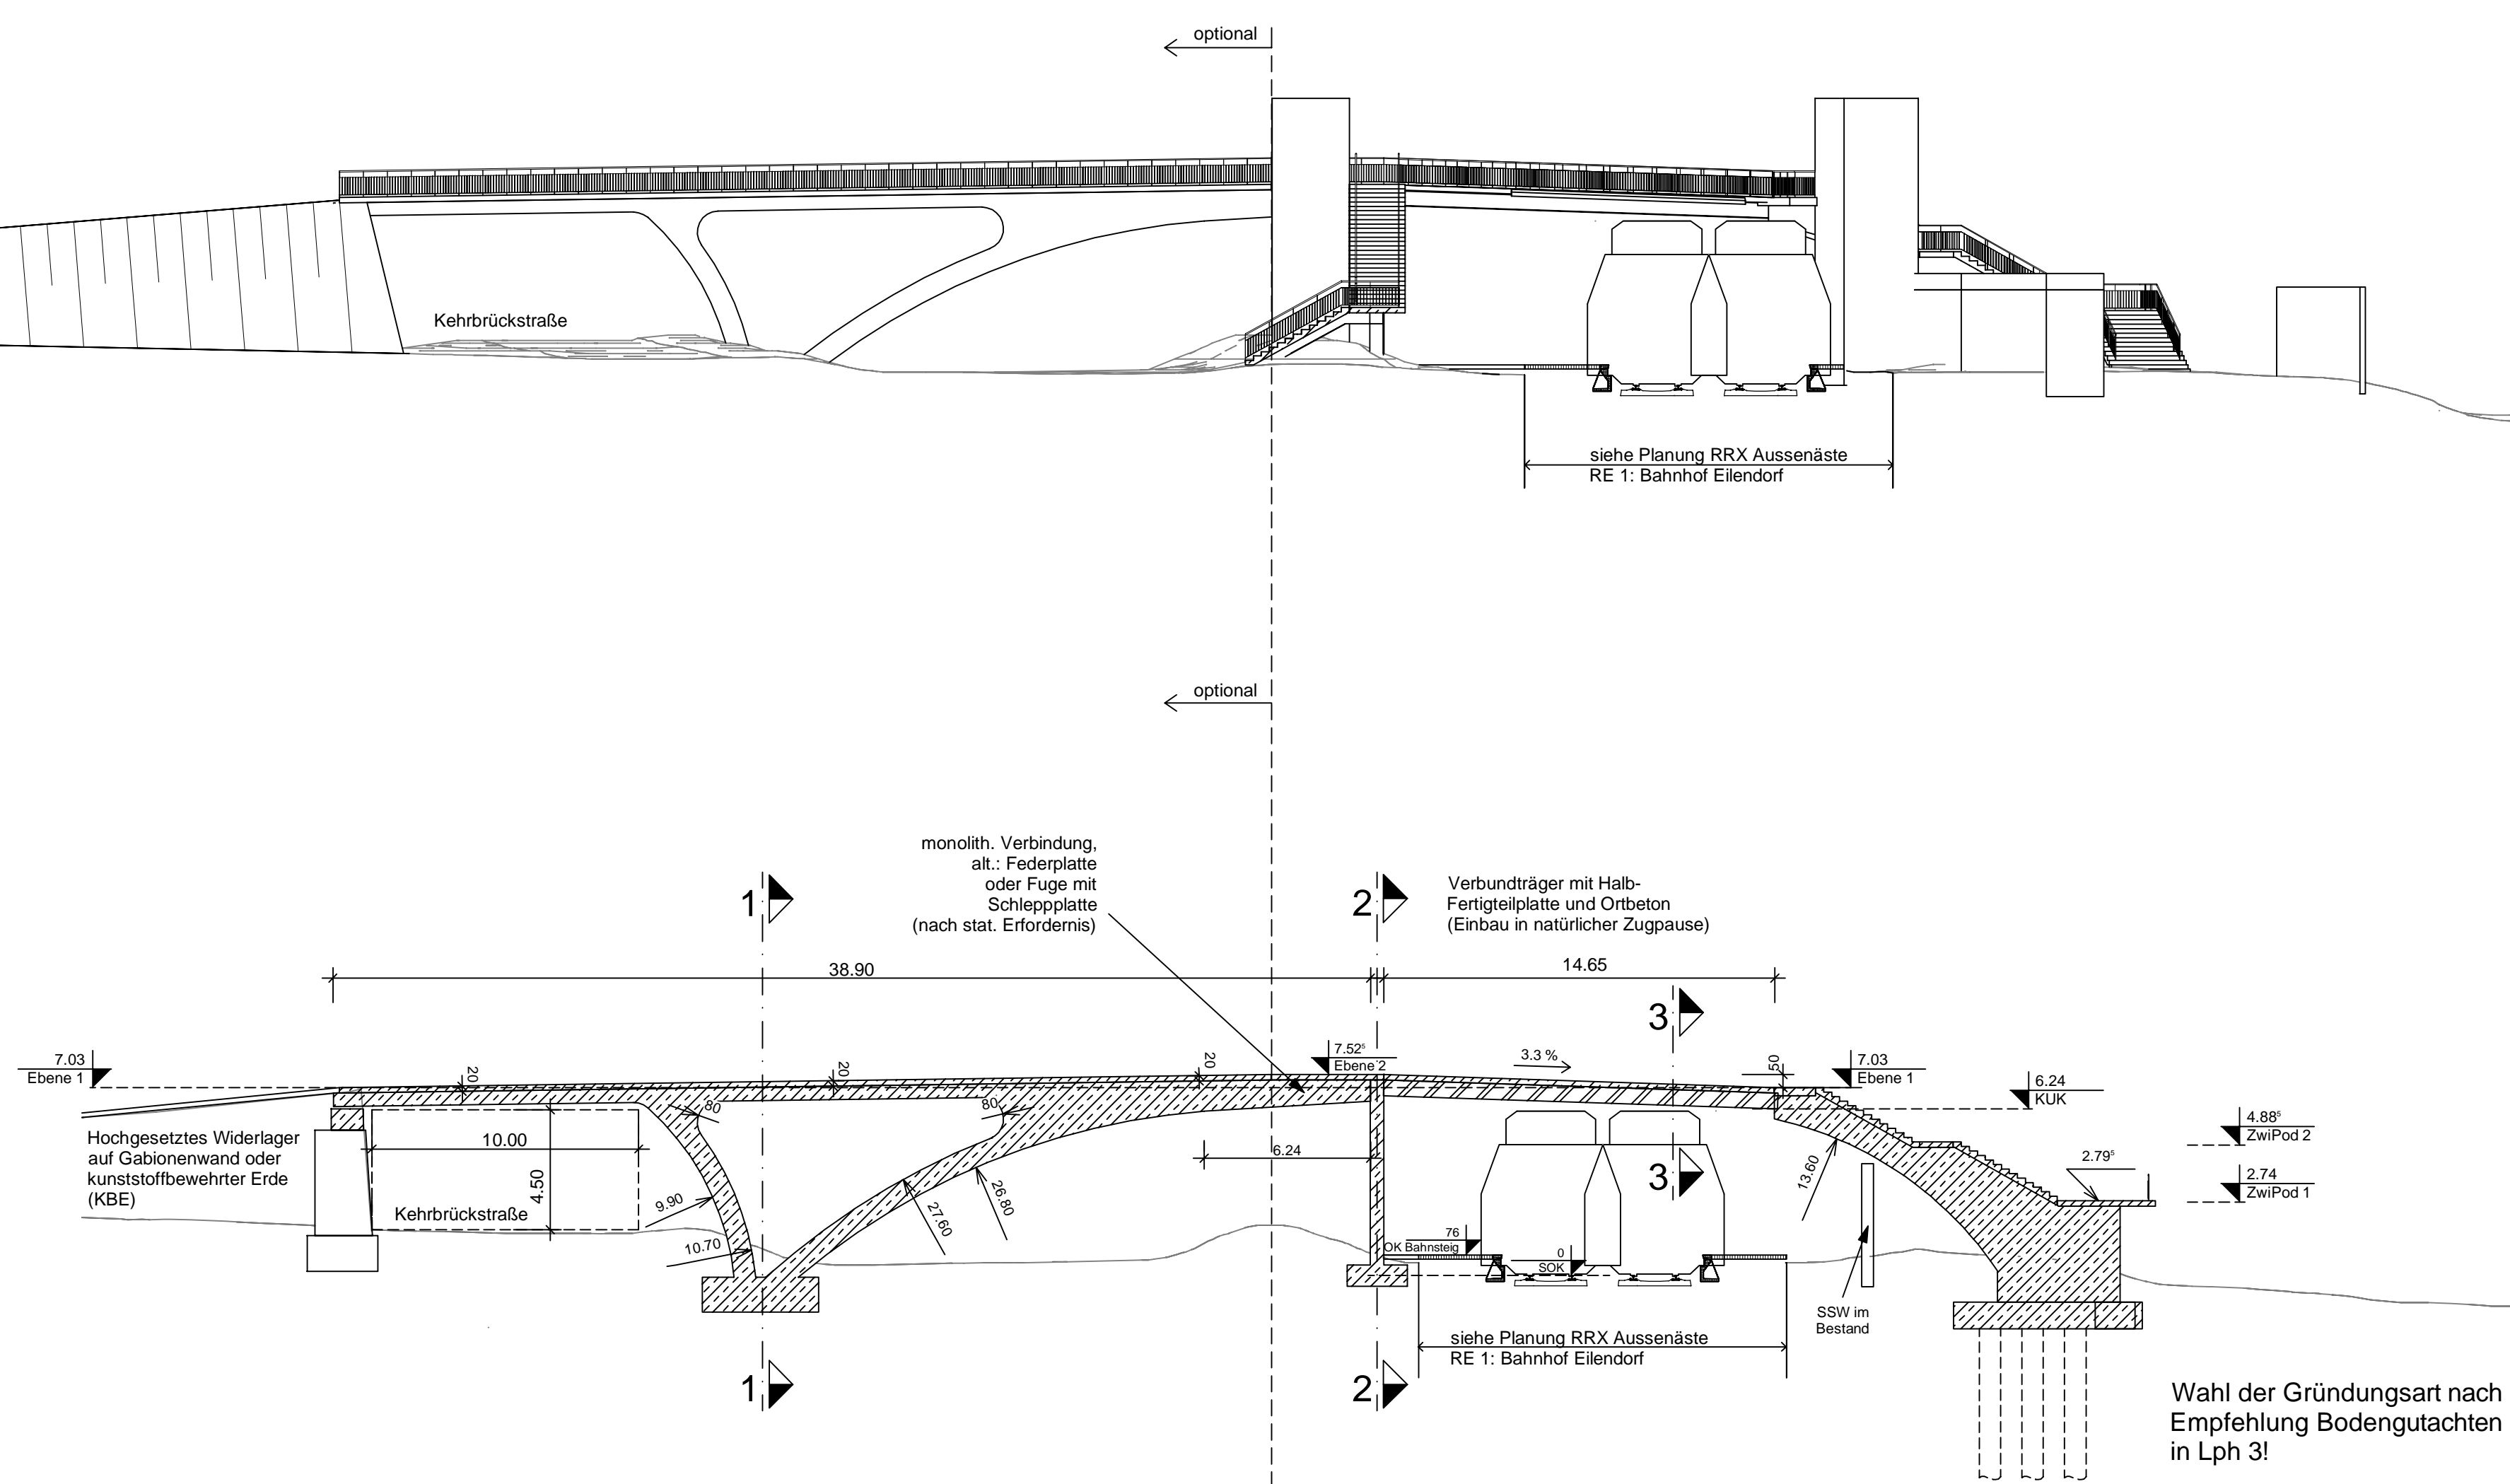 optional
Kehrbrückstraße
siehe Planung RRX Aussenäste
RE 1: Bahnhof Eilendorf
optional
monolith. Verbindung,
alt.: Federplatte
oder Fuge mit
Schleppplatte
(nach stat. Erfordernis)
1
2
Verbundträger mit Halb-
Fertigteilplatte und Ortbeton
(Einbau in natürlicher Zugpause)
38.90
14.65
3
7.03
Ebene 1
20
20
20
7.52⁵
Ebene 2
3.3 %
50
7.03
Ebene 1
6.24
KUK
80
80
4.88⁵
ZwiPod 2
Hochgesetztes Widerlager
auf Gabionenwand oder
kunststoffbewehrter Erde
(KBE)
10.00
4.50
Kehrbrückstraße
6.24
3
13.60
2.79⁵
2.74
ZwiPod 1
9.90
10.70
27.60
26.80
76
OK Bahnsteig
0
SOK
SSW im
Bestand
siehe Planung RRX Aussenäste
RE 1: Bahnhof Eilendorf
1
2
Wahl der Gründungsart nach
Empfehlung Bodengutachten
in Lph 3!